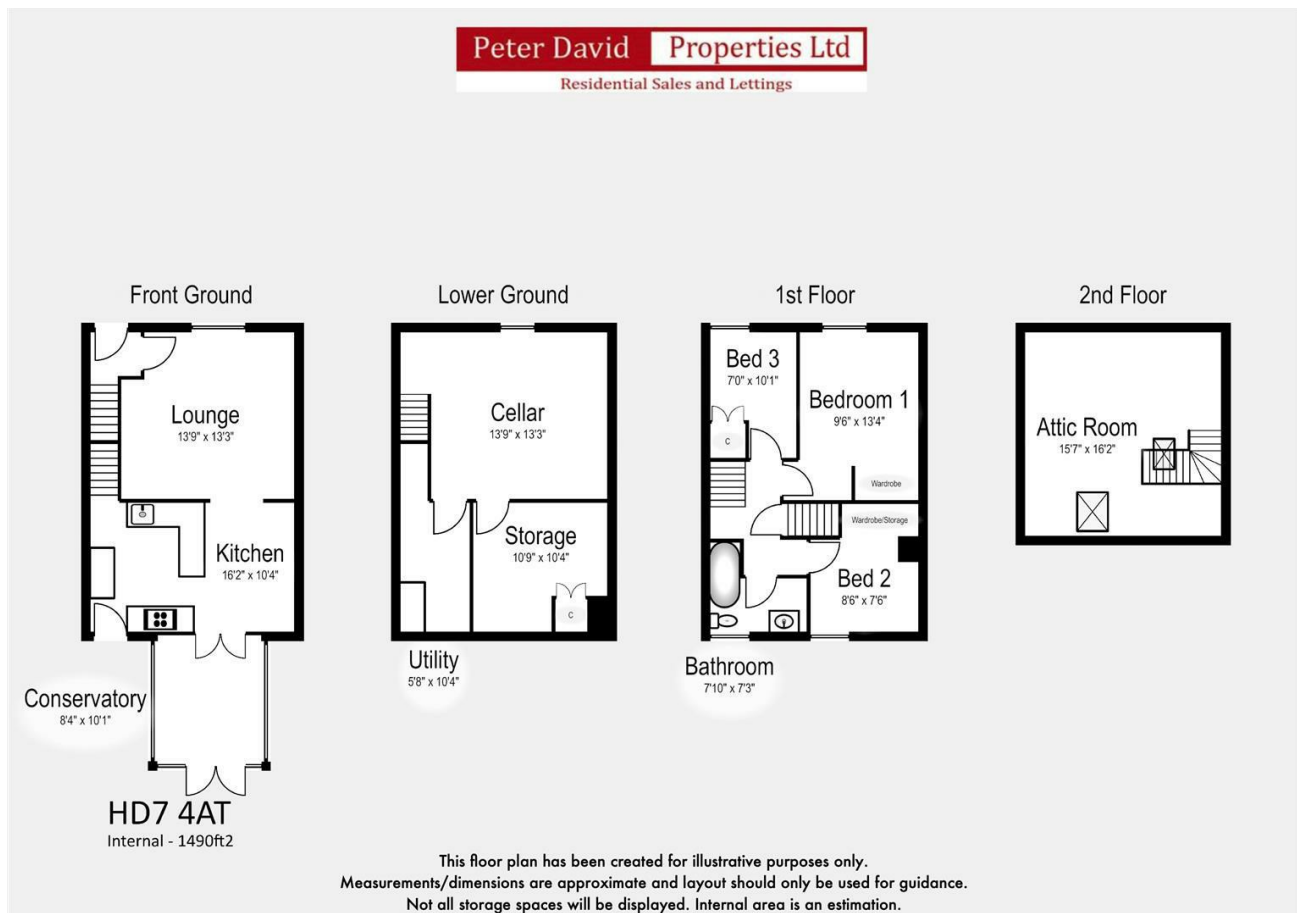 Peter David Properties Ltd
Residential Sales and Lettings
Front Ground
Lower Ground
1st Floor
2nd Floor
Lounge
13'9" x 13'3"
Kitchen
16'2" x 10'4"
Conservatory
8'4" x 10'1"
Cellar
13'9" x 13'3"
Storage
10'9" x 10'4"
C
Utility
5'8" x 10'4"
Bed 3
7'0" x 10'1"
C
Bedroom 1
9'6" x 13'4"
Wardrobe
Wardrobe/Storage
Bed 2
8'6" x 7'6"
Bathroom
7'10" x 7'3"
Attic Room
15'7" x 16'2"
HD7 4AT
Internal - 1490ft2
This floor plan has been created for illustrative purposes only.
Measurements/dimensions are approximate and layout should only be used for guidance.
Not all storage spaces will be displayed. Internal area is an estimation.